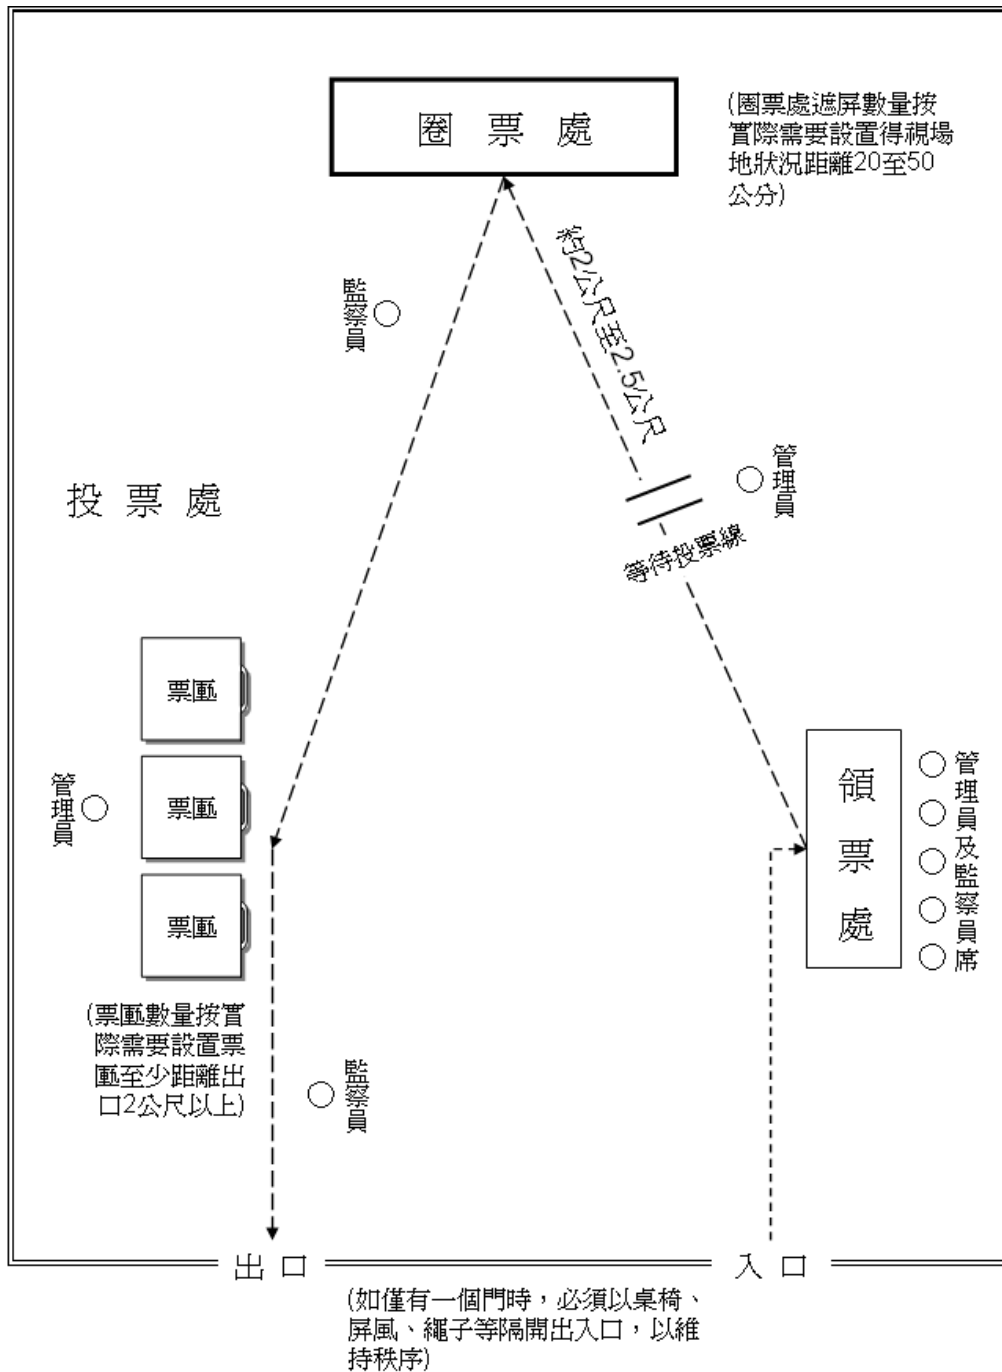 圈票處
(圈票處遮屏數量按
實際需要設置得視場
地狀況距離20至50
公分)
約2公尺至2.5公尺
監察員
管理員
投票處
等待投票線
票匭
票匭
票匭
管理員
領票處
管理員及監察員席
(票匭數量按實
際需要設置票
匭至少距離出
口2公尺以上)
監察員
出口
入口
(如僅有一個門時，必須以桌椅、
屏風、繩子等隔開出入口，以維
持秩序)